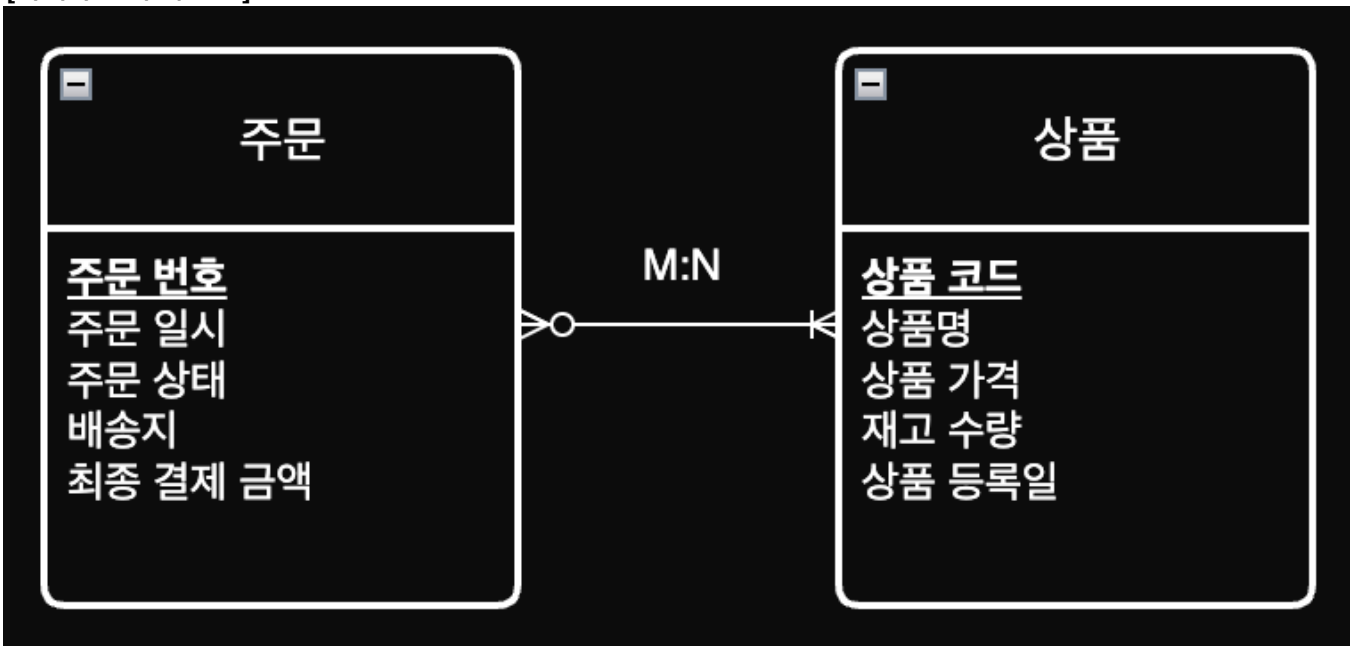 주문
주문 번호
주문 일시
주문 상태
배송지
최종 결제 금액
M:N
상품
상품 코드
상품명
상품 가격
재고 수량
상품 등록일